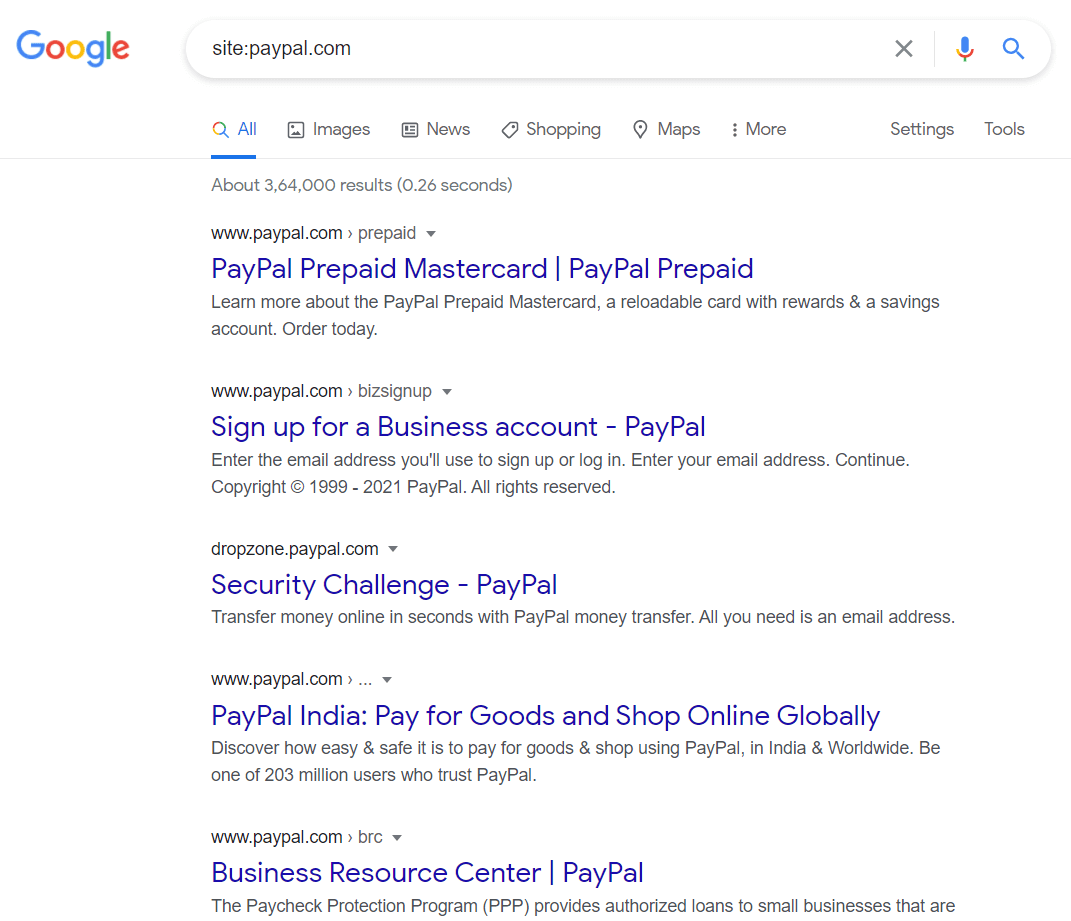 Google
site:paypal.com
All Images News Shopping Maps More Settings Tools
About 3,64,000 results (0.26 seconds)
www.paypal.com › prepaid
PayPal Prepaid Mastercard | PayPal Prepaid
Learn more about the PayPal Prepaid Mastercard, a reloadable card with rewards & a savings
account. Order today.
www.paypal.com › bizsignup
Sign up for a Business account - PayPal
Enter the email address you'll use to sign up or log in. Enter your email address. Continue.
Copyright © 1999 - 2021 PayPal. All rights reserved.
dropzone.paypal.com
Security Challenge - PayPal
Transfer money online in seconds with PayPal money transfer. All you need is an email address.
www.paypal.com › ...
PayPal India: Pay for Goods and Shop Online Globally
Discover how easy & safe it is to pay for goods & shop using PayPal, in India & Worldwide. Be
one of 203 million users who trust PayPal.
www.paypal.com › brc
Business Resource Center | PayPal
The Paycheck Protection Program (PPP) provides authorized loans to small businesses that are